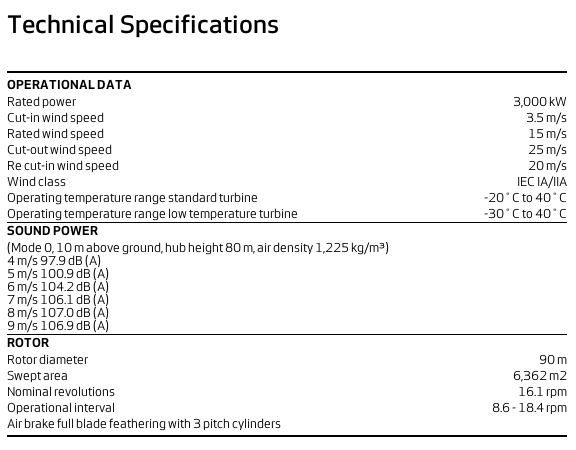 Technical Specifications
OPERATIONAL DATA
Rated power 3,000 kW
Cut-in wind speed 3.5 m/s
Rated wind speed 15 m/s
Cut-out wind speed 25 m/s
Re cut-in wind speed 20 m/s
Wind class IEC IA/IIA
Operating temperature range standard turbine -20˚C to 40˚C
Operating temperature range low temperature turbine -30˚C to 40˚C
SOUND POWER
(Mode 0, 10 m above ground, hub height 80 m, air density 1,225 kg/m³)
4 m/s 97.9 dB (A)
5 m/s 100.9 dB (A)
6 m/s 104.2 dB (A)
7 m/s 106.1 dB (A)
8 m/s 107.0 dB (A)
9 m/s 106.9 dB (A)
ROTOR
Rotor diameter 90 m
Swept area 6,362 m2
Nominal revolutions 16.1 rpm
Operational interval 8.6 - 18.4 rpm
Air brake full blade feathering with 3 pitch cylinders